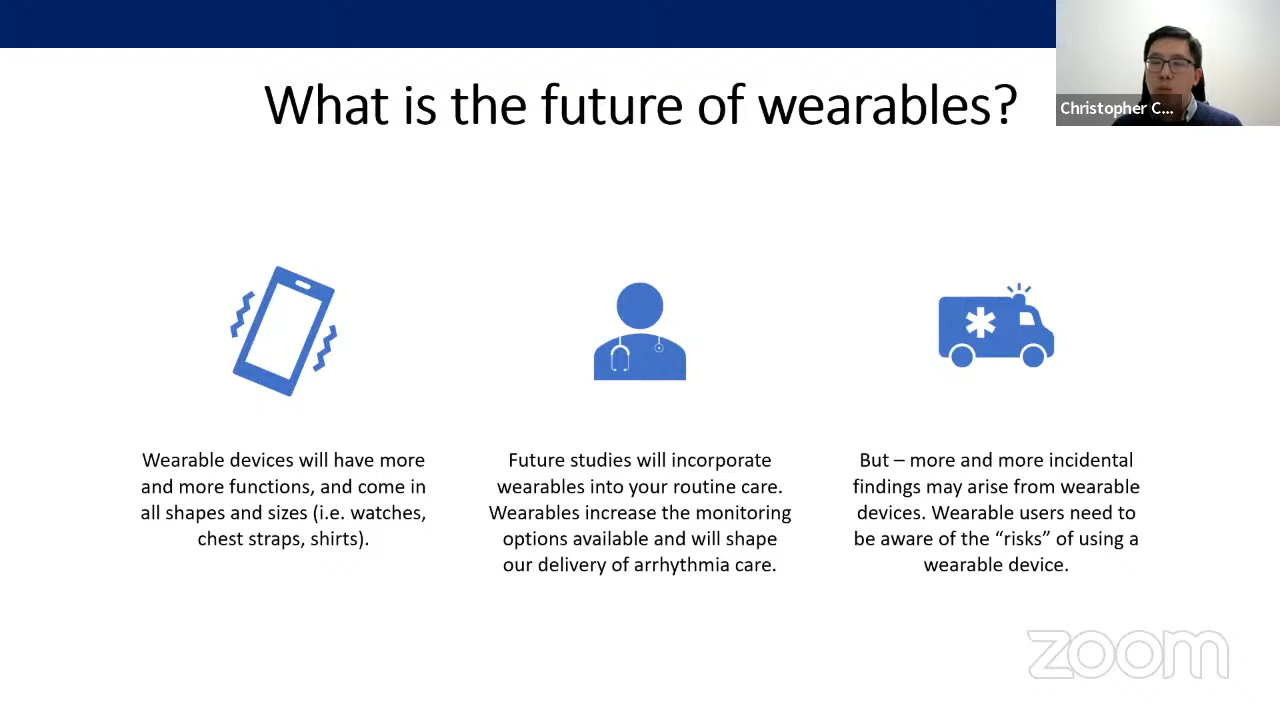 What is the future of wearables?
Christopher C...
Wearable devices will have more
and more functions, and come in
all shapes and sizes (i.e. watches,
chest straps, shirts).
Future studies will incorporate
wearables into your routine care.
Wearables increase the monitoring
options available and will shape
our delivery of arrhythmia care.
But – more and more incidental
findings may arise from wearable
devices. Wearable users need to
be aware of the “risks” of using a
wearable device.
zoom